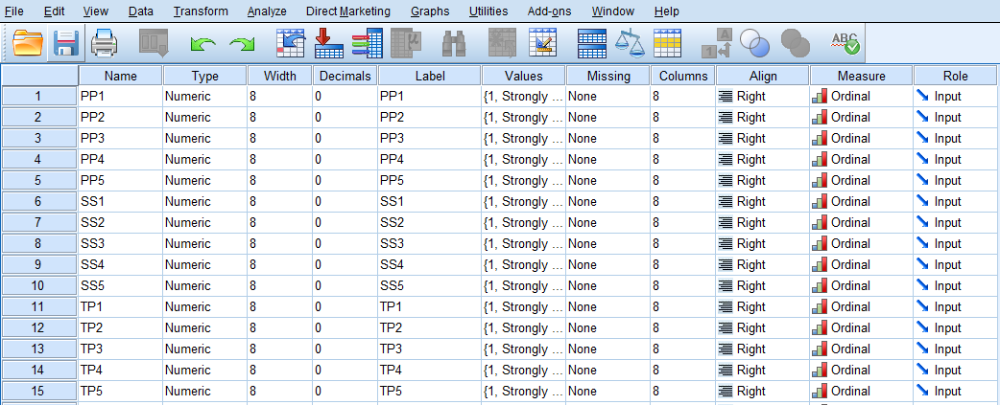 File Edit View Data Transform Analyze Direct Marketing Graphs Utilities Add-ons Window Help
A
1 4
ABC
Name Type Width Decimals Label Values Missing Columns Align Measure Role
1 PP1 Numeric 8 0 PP1 {1, Strongly ... None 8 Right Ordinal Input
2 PP2 Numeric 8 0 PP2 {1, Strongly ... None 8 Right Ordinal Input
3 PP3 Numeric 8 0 PP3 {1, Strongly ... None 8 Right Ordinal Input
4 PP4 Numeric 8 0 PP4 {1, Strongly ... None 8 Right Ordinal Input
5 PP5 Numeric 8 0 PP5 {1, Strongly ... None 8 Right Ordinal Input
6 SS1 Numeric 8 0 SS1 {1, Strongly ... None 8 Right Ordinal Input
7 SS2 Numeric 8 0 SS2 {1, Strongly ... None 8 Right Ordinal Input
8 SS3 Numeric 8 0 SS3 {1, Strongly ... None 8 Right Ordinal Input
9 SS4 Numeric 8 0 SS4 {1, Strongly ... None 8 Right Ordinal Input
10 SS5 Numeric 8 0 SS5 {1, Strongly ... None 8 Right Ordinal Input
11 TP1 Numeric 8 0 TP1 {1, Strongly ... None 8 Right Ordinal Input
12 TP2 Numeric 8 0 TP2 {1, Strongly ... None 8 Right Ordinal Input
13 TP3 Numeric 8 0 TP3 {1, Strongly ... None 8 Right Ordinal Input
14 TP4 Numeric 8 0 TP4 {1, Strongly ... None 8 Right Ordinal Input
15 TP5 Numeric 8 0 TP5 {1, Strongly ... None 8 Right Ordinal Input